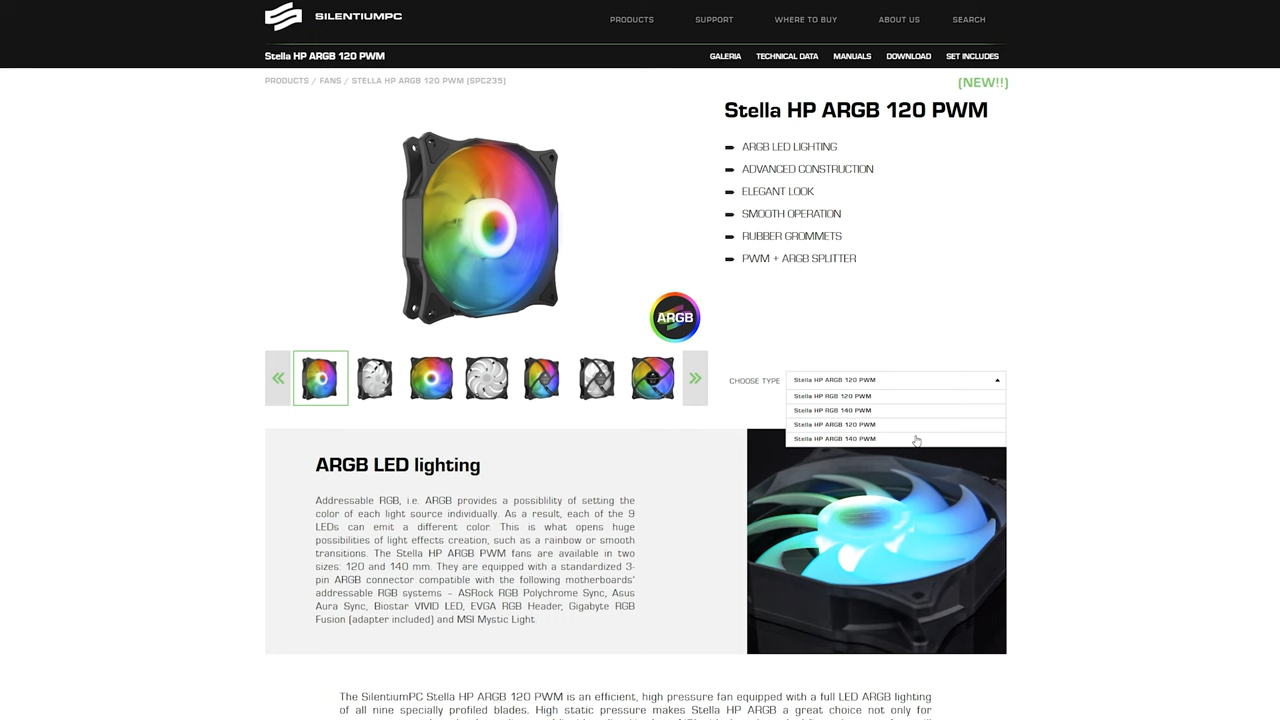 SILENTIUMPC
PRODUCTS SUPPORT WHERE TO BUY ABOUT US SEARCH
Stella HP ARGB 120 PWM
GALERIA TECHNICAL DATA MANUALS DOWNLOAD SET INCLUDES
PRODUCTS / FANS / STELLA HP ARGB 120 PWM (SPC235)
(NEW!!)
Stella HP ARGB 120 PWM
ARGB LED LIGHTING
ADVANCED CONSTRUCTION
ELEGANT LOOK
SMOOTH OPERATION
RUBBER GROMMETS
PWM + ARGB SPLITTER
ARGB
CHOOSE TYPE
Stella HP ARGB 120 PWM
Stella HP RGB 120 PWM
Stella HP RGB 140 PWM
Stella HP ARGB 120 PWM
Stella HP ARGB 140 PWM
ARGB LED lighting
Addressable RGB, i.e. ARGB provides a possiblility of setting the
color of each light source individually. As a result, each of the 9
LEDs can emit a different color. This is what opens huge
possibilities of light effects creation, such as a rainbow or smooth
transitions. The Stella HP ARGB PWM fans are available in two
sizes: 120 and 140 mm. They are equipped with a standardized 3-
pin ARGB connector compatible with the following motherboards'
addressable RGB systems – ASRock RGB Polychrome Sync, Asus
Aura Sync, Biostar VIVID LED, EVGA RGB Header, Gigabyte RGB
Fusion (adapter included) and MSI Mystic Light.
The SilentiumPC Stella HP ARGB 120 PWM is an efficient, high pressure fan equipped with a full LED ARGB lighting
of all nine specially profiled blades. High static pressure makes Stella HP ARGB a great choice not only for